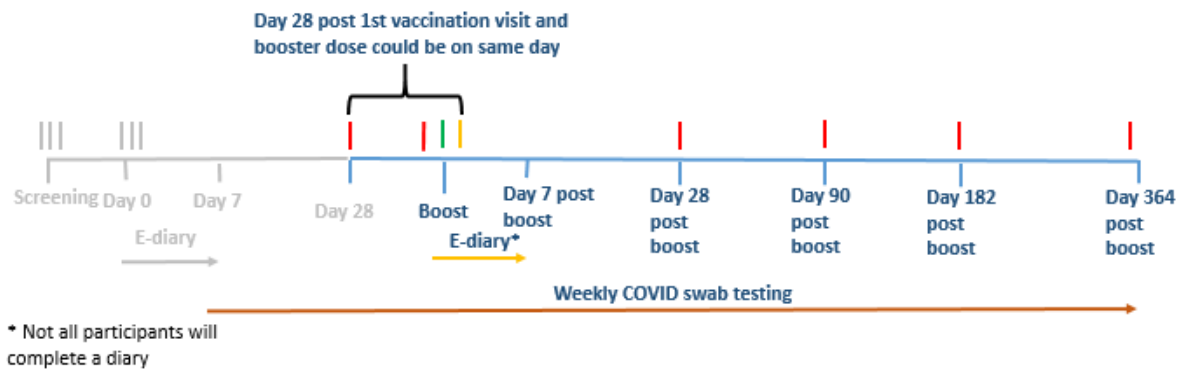 Day 28 post 1st vaccination visit and
booster dose could be on same day
Screening
Day 0
Day 7
Day 28
Boost
Day 7 post
boost
Day 28
post
boost
Day 90
post
boost
Day 182
post
boost
Day 364
post
boost
E-diary
E-diary*
Weekly COVID swab testing
* Not all participants will
complete a diary